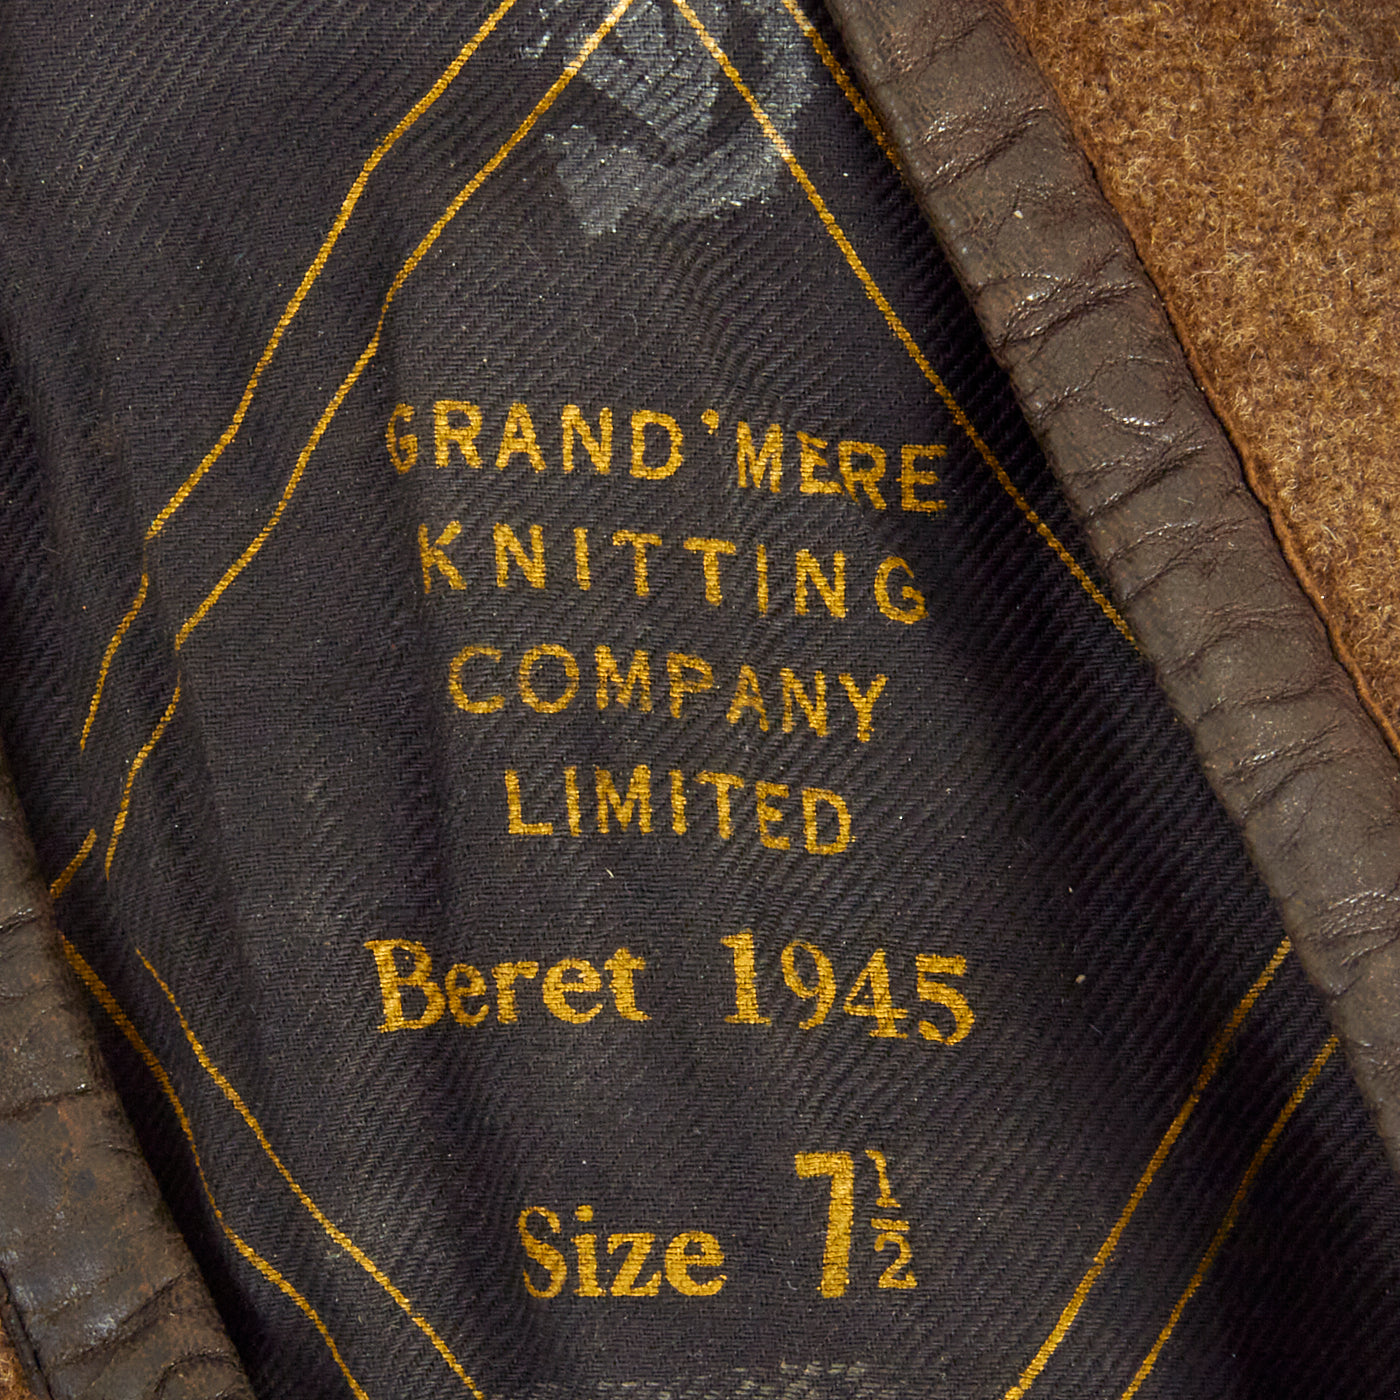 GRAND'MERE
KNITTING
COMPANY
LIMITED
Beret 1945
Size 7½